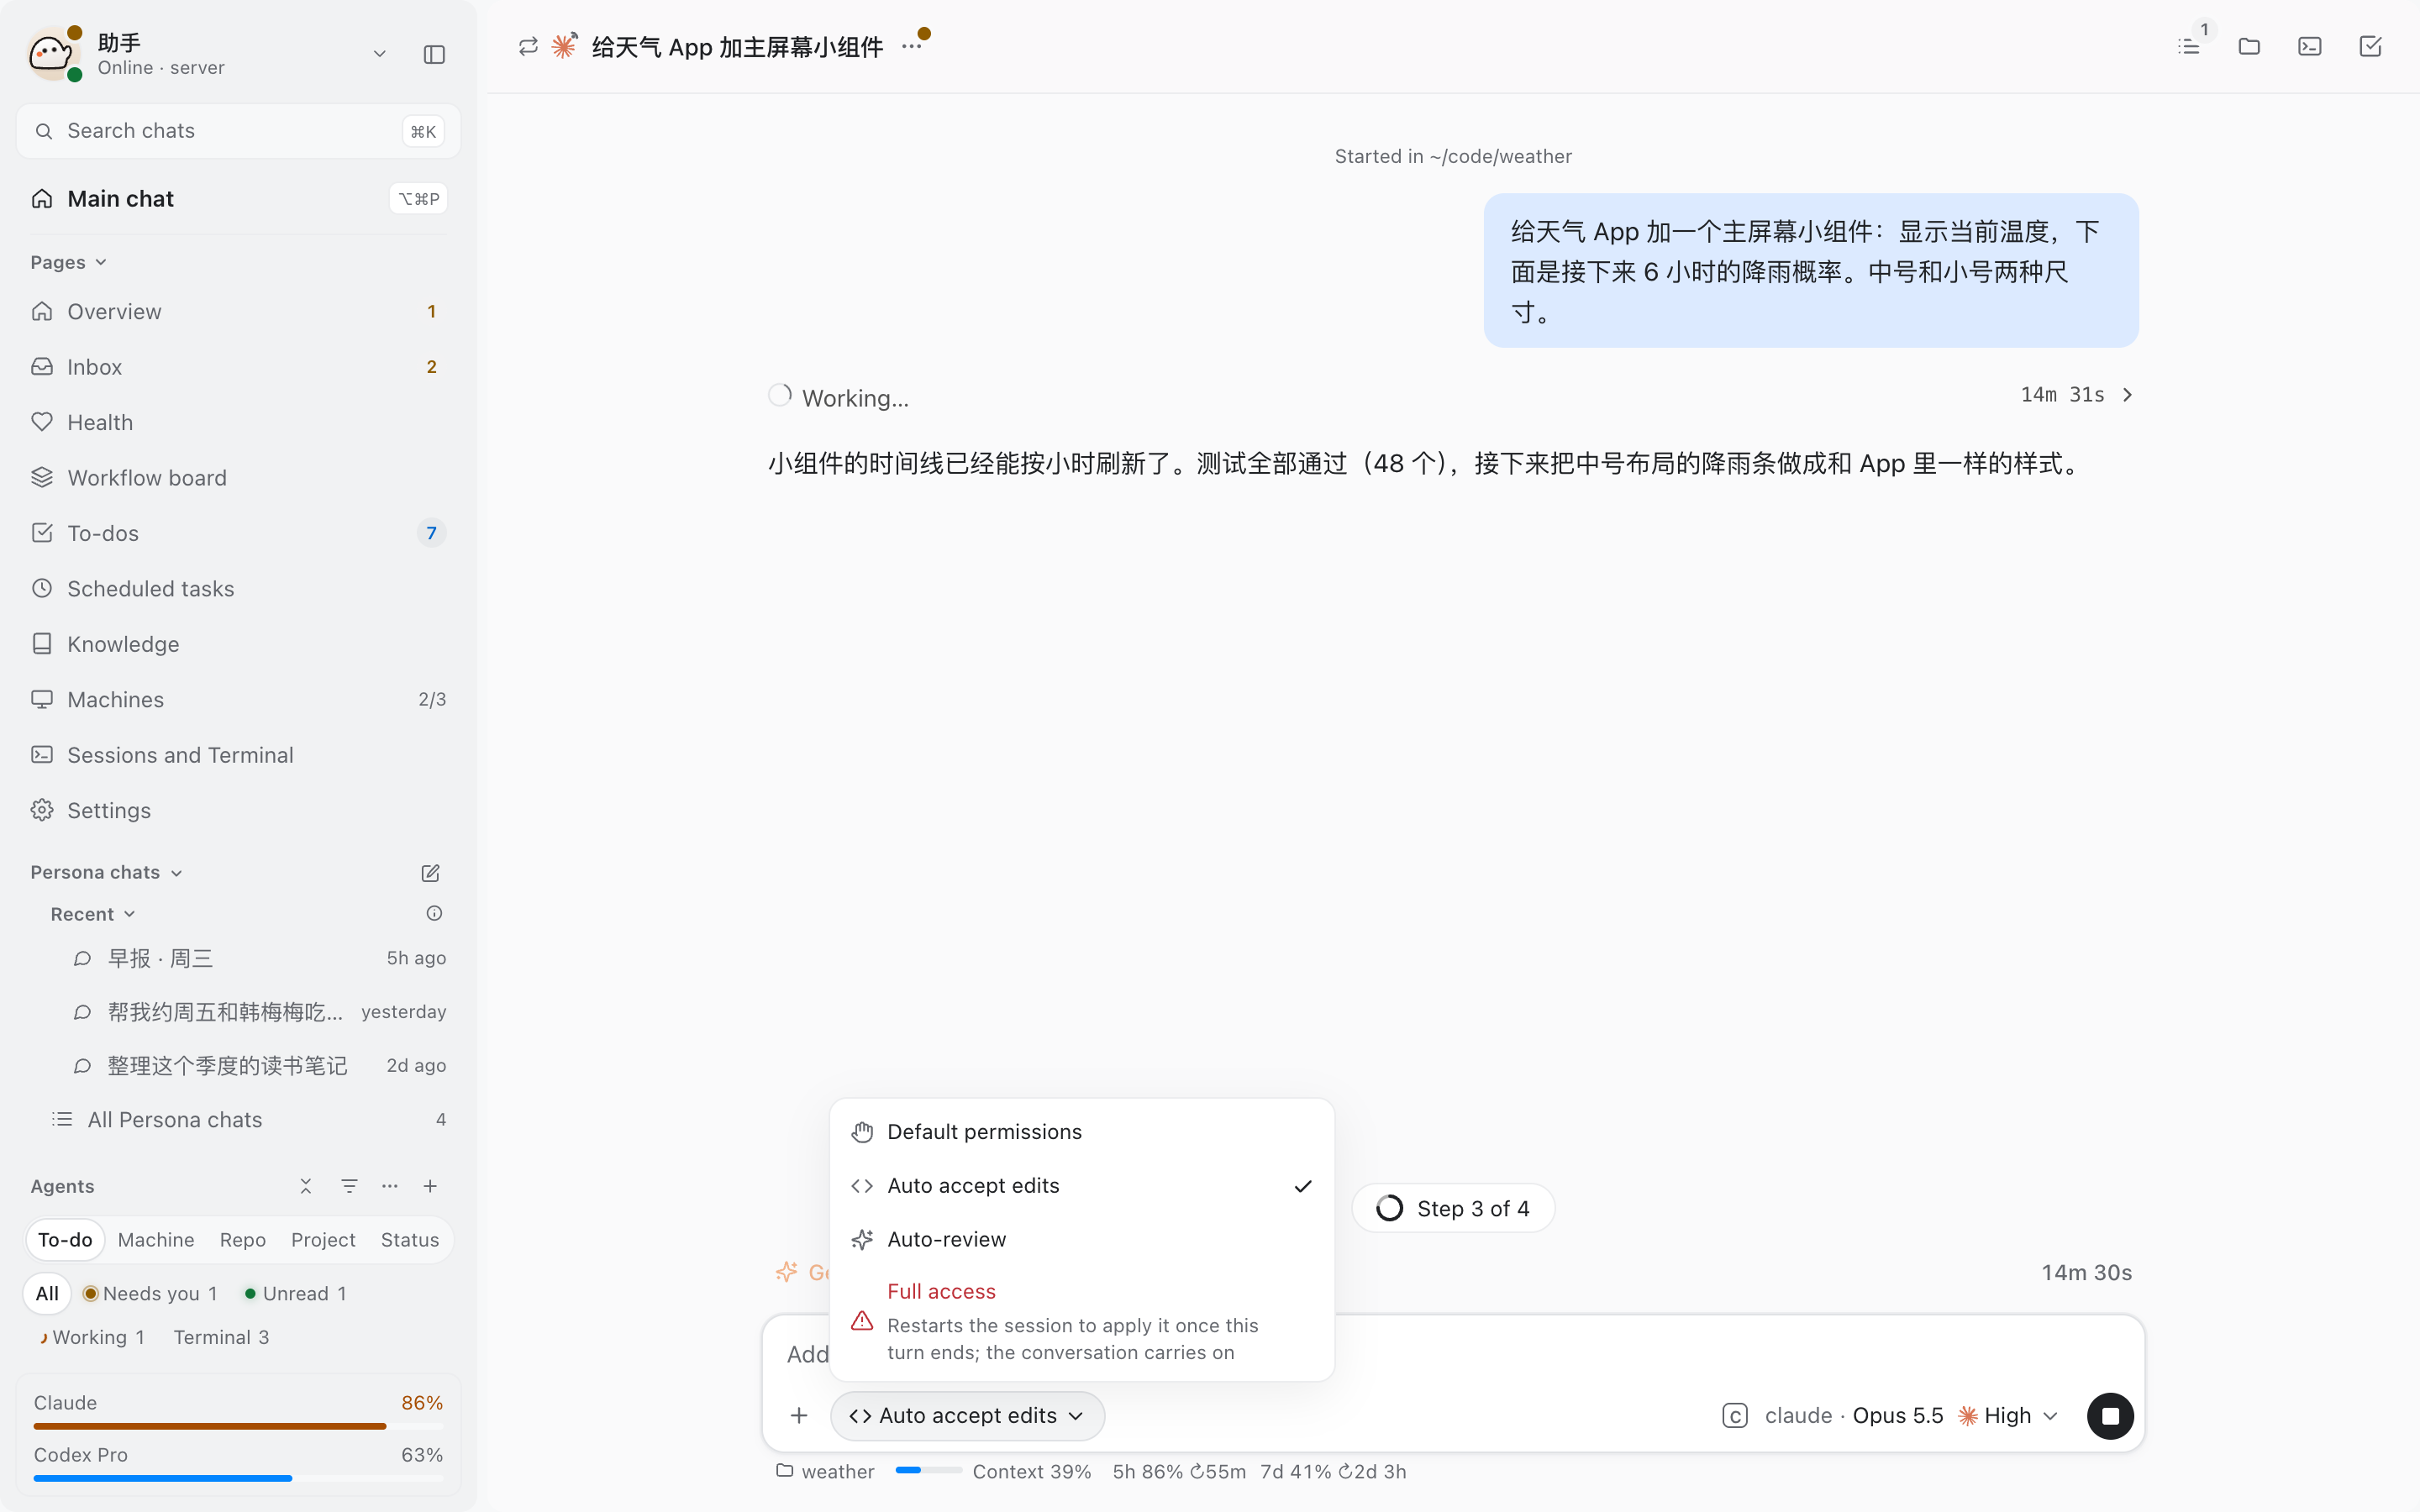 助手
Online · server
Search chats
⌘K
Main chat
⌥⌘P
Pages
Overview
1
Inbox
2
Health
Workflow board
To-dos
7
Scheduled tasks
Knowledge
Machines
2/3
Sessions and Terminal
Settings
Persona chats
Recent
早报 · 周三
5h ago
帮我约周五和韩梅梅吃...
yesterday
整理这个季度的读书笔记
2d ago
All Persona chats
4
Agents
To-do
Machine
Repo
Project
Status
All
Needs you 1
Unread 1
Working 1
Terminal 3
Claude
86%
Codex Pro
63%
给天气 App 加主屏幕小组件
1
Started in ~/code/weather
给天气 App 加一个主屏幕小组件：显示当前温度，下
面是接下来 6 小时的降雨概率。中号和小号两种尺
寸。
Working...
14m 31s
小组件的时间线已经能按小时刷新了。测试全部通过（48 个），接下来把中号布局的降雨条做成和 App 里一样的样式。
Default permissions
Auto accept edits
Auto-review
Full access
Restarts the session to apply it once this
turn ends; the conversation carries on
Step 3 of 4
14m 30s
Add
Auto accept edits
claude · Opus 5.5
High
weather
Context 39%
5h 86% ↻55m
7d 41% ↻2d 3h